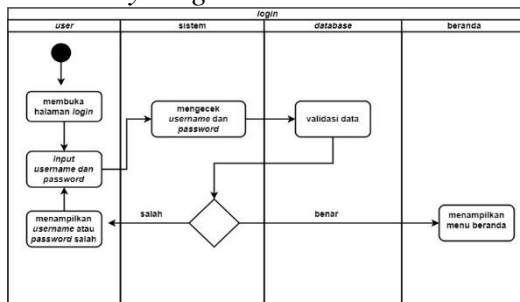 login
user sistem database beranda
membuka
halaman login
input
username dan
password
mengecek
username dan
password
validasi data
salah
benar
menampilkan
username atau
password salah
menampilkan
menu beranda